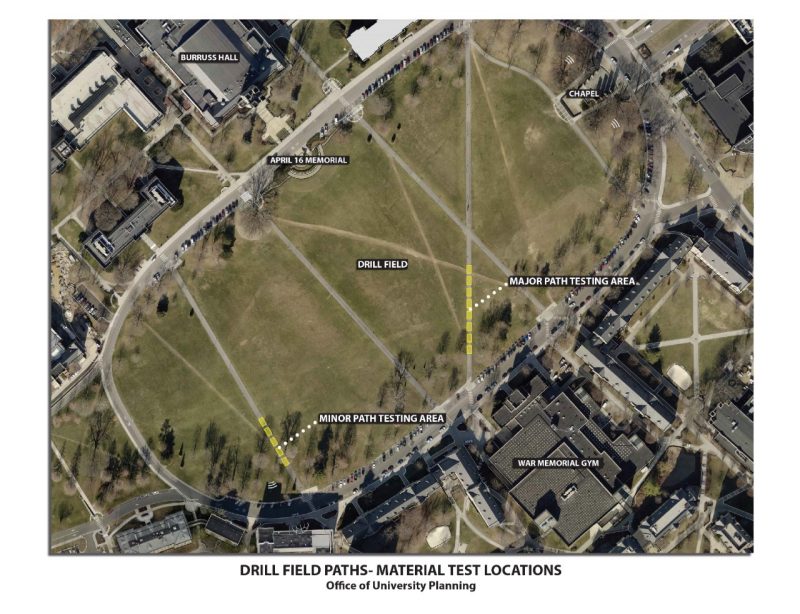 BURRUSS HALL
CHAPEL
APRIL 16 MEMORIAL
DRILL FIELD
MAJOR PATH TESTING AREA
MINOR PATH TESTING AREA
WAR MEMORIAL GYM
DRILL FIELD PATHS- MATERIAL TEST LOCATIONS
Office of University Planning